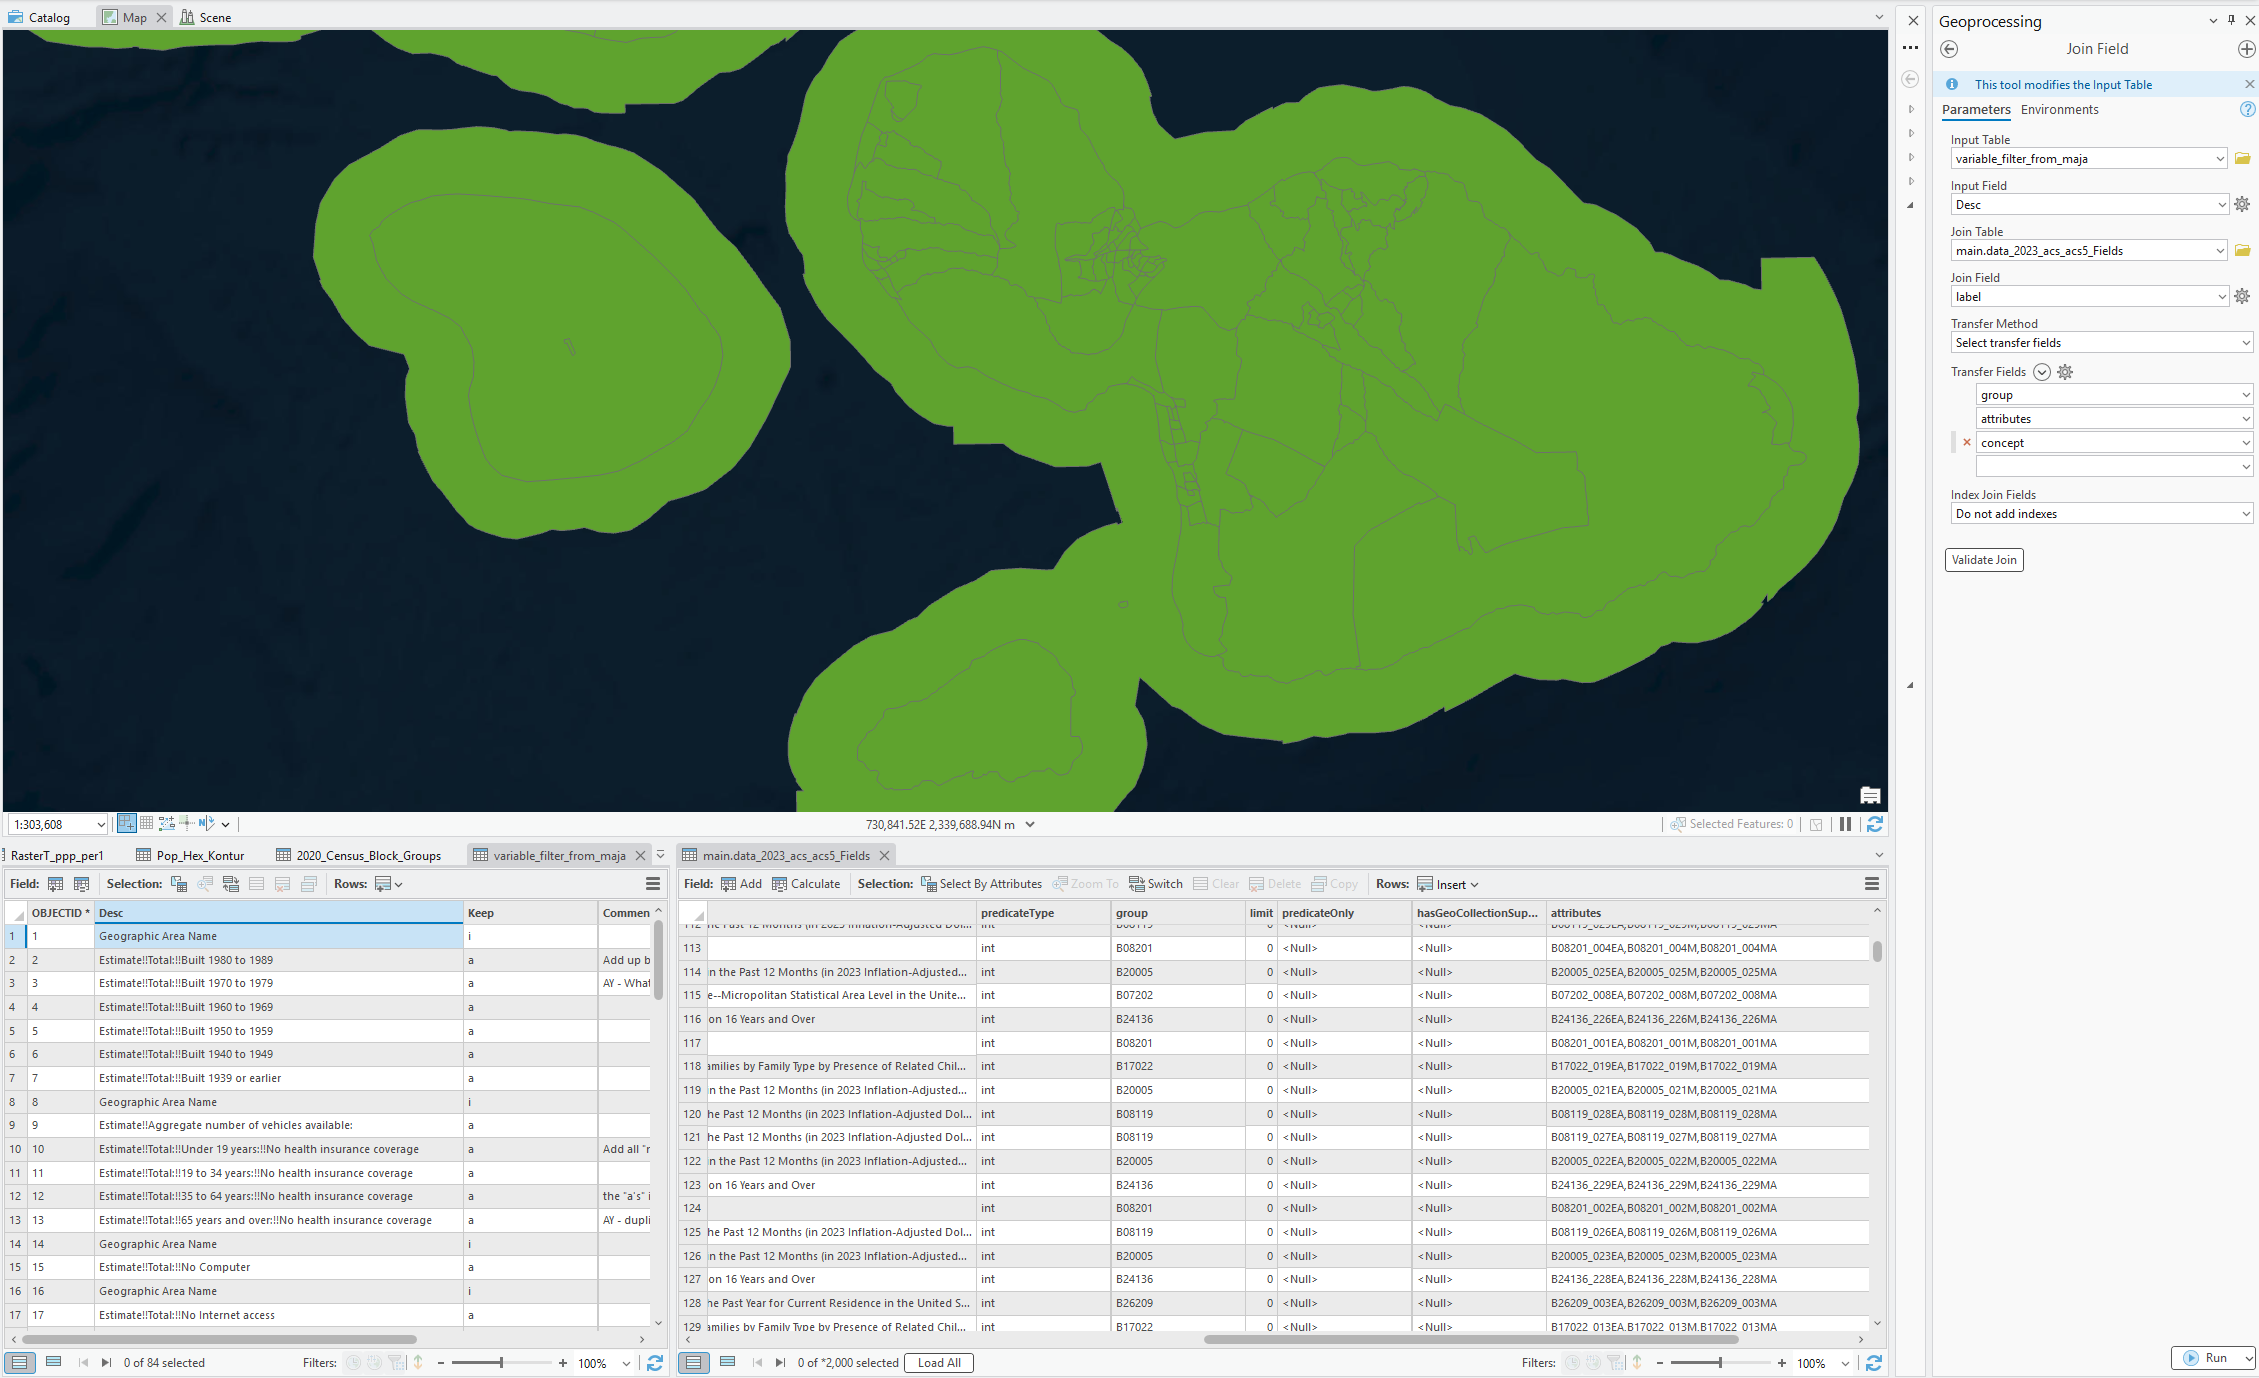 Catalog
Map
Scene
Geoprocessing
Join Field
This tool modifies the Input Table
Parameters Environments
Input Table
variable_filter_from_maja
Input Field
Desc
Join Table
main.data_2023_acs_acs5_Fields
Join Field
label
Transfer Method
Select transfer fields
Transfer Fields
group
attributes
concept
Index Join Fields
Do not add indexes
Validate Join
Run
1:303,608
730,841.52E 2,339,688.94N m
Selected Features: 0
RasterT_ppp_per1 Pop_Hex_Kontur 2020_Census_Block_Groups variable_filter_from_maja
Field: Selection: Rows:
OBJECTID * Desc Keep Commen
1 1 Geographic Area Name i
2 2 Estimate!!Total:!!Built 1980 to 1989 a Add up b
3 3 Estimate!!Total:!!Built 1970 to 1979 a AY - What
4 4 Estimate!!Total:!!Built 1960 to 1969 a
5 5 Estimate!!Total:!!Built 1950 to 1959 a
6 6 Estimate!!Total:!!Built 1940 to 1949 a
7 7 Estimate!!Total:!!Built 1939 or earlier a
8 8 Geographic Area Name i
9 9 Estimate!!Aggregate number of vehicles available: a
10 10 Estimate!!Total:!!Under 19 years:!!No health insurance coverage a Add all "r
11 11 Estimate!!Total:!!19 to 34 years:!!No health insurance coverage a
12 12 Estimate!!Total:!!35 to 64 years:!!No health insurance coverage a the "a's" i
13 13 Estimate!!Total:!!65 years and over:!!No health insurance coverage a AY - dupli
14 14 Geographic Area Name i
15 15 Estimate!!Total:!!No Computer a
16 16 Geographic Area Name i
17 17 Estimate!!Total:!!No Internet access a
0 of 84 selected Filters: - + 100%
main.data_2023_acs_acs5_Fields
Field: Add Calculate Selection: Select By Attributes Zoom To Switch Clear Delete Copy Rows: Insert
predicateType group limit predicateOnly hasGeoCollectionSup... attributes
112 he Past 12 Months (in 2023 Inflation-Adjusted Dol... int B08119 0 <Null> <Null> B08119_029EA,B08119_029M,B08119_029MA
113 int B08201 0 <Null> <Null> B08201_004EA,B08201_004M,B08201_004MA
114 in the Past 12 Months (in 2023 Inflation-Adjusted... int B20005 0 <Null> <Null> B20005_025EA,B20005_025M,B20005_025MA
115 e--Micropolitan Statistical Area Level in the Unite... int B07202 0 <Null> <Null> B07202_008EA,B07202_008M,B07202_008MA
116 on 16 Years and Over int B24136 0 <Null> <Null> B24136_226EA,B24136_226M,B24136_226MA
117 int B08201 0 <Null> <Null> B08201_001EA,B08201_001M,B08201_001MA
118 amilies by Family Type by Presence of Related Chil... int B17022 0 <Null> <Null> B17022_019EA,B17022_019M,B17022_019MA
119 in the Past 12 Months (in 2023 Inflation-Adjusted... int B20005 0 <Null> <Null> B20005_021EA,B20005_021M,B20005_021MA
120 he Past 12 Months (in 2023 Inflation-Adjusted Dol... int B08119 0 <Null> <Null> B08119_028EA,B08119_028M,B08119_028MA
121 he Past 12 Months (in 2023 Inflation-Adjusted Dol... int B08119 0 <Null> <Null> B08119_027EA,B08119_027M,B08119_027MA
122 in the Past 12 Months (in 2023 Inflation-Adjusted... int B20005 0 <Null> <Null> B20005_022EA,B20005_022M,B20005_022MA
123 on 16 Years and Over int B24136 0 <Null> <Null> B24136_229EA,B24136_229M,B24136_229MA
124 int B08201 0 <Null> <Null> B08201_002EA,B08201_002M,B08201_002MA
125 he Past 12 Months (in 2023 Inflation-Adjusted Dol... int B08119 0 <Null> <Null> B08119_026EA,B08119_026M,B08119_026MA
126 in the Past 12 Months (in 2023 Inflation-Adjusted... int B20005 0 <Null> <Null> B20005_023EA,B20005_023M,B20005_023MA
127 on 16 Years and Over int B24136 0 <Null> <Null> B24136_228EA,B24136_228M,B24136_228MA
128 he Past Year for Current Residence in the United S... int B26209 0 <Null> <Null> B26209_003EA,B26209_003M,B26209_003MA
129 amilies by Family Type by Presence of Related Chil... int B17022 0 <Null> <Null> B17022_013EA,B17022_013M,B17022_013MA
0 of *2,000 selected Load All Filters: - + 100%